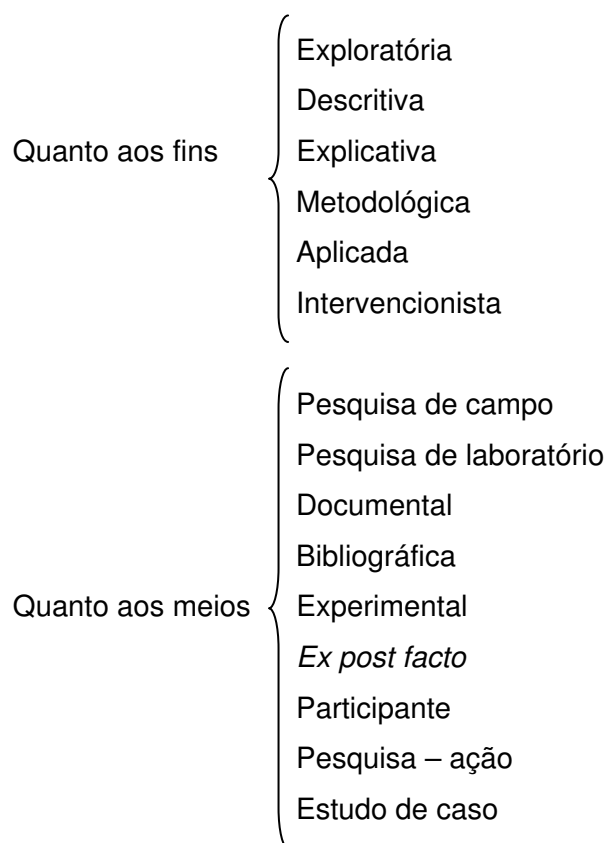 Exploratória
Descritiva
Quanto aos fins
Explicativa
Metodológica
Aplicada
Intervencionista
Pesquisa de campo
Pesquisa de laboratório
Documental
Bibliográfica
Quanto aos meios
Experimental
Ex post facto
Participante
Pesquisa – ação
Estudo de caso